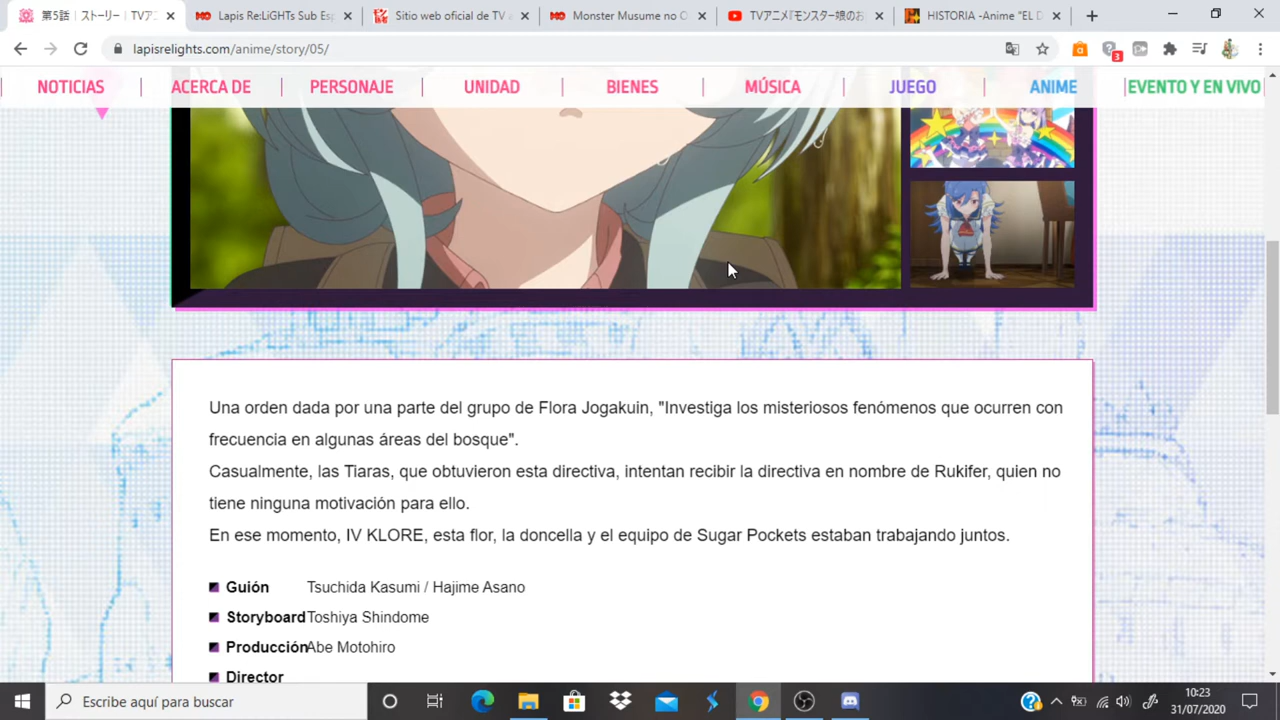 第5話 | ストーリー | TVア
Lapis Re:LiGHTs Sub Esp
Sitio web oficial de TV a
Monster Musume no O
TVアニメ『モンスター娘のお
HISTORIA -Anime "EL D
lapisrelights.com/anime/story/05/
3
NOTICIAS
ACERCA DE
PERSONAJE
UNIDAD
BIENES
MÚSICA
JUEGO
ANIME
EVENTO Y EN VIVO
Una orden dada por una parte del grupo de Flora Jogakuin, "Investiga los misteriosos fenómenos que ocurren con
frecuencia en algunas áreas del bosque".
Casualmente, las Tiaras, que obtuvieron esta directiva, intentan recibir la directiva en nombre de Rukifer, quien no
tiene ninguna motivación para ello.
En ese momento, IV KLORE, esta flor, la doncella y el equipo de Sugar Pockets estaban trabajando juntos.
Guión Tsuchida Kasumi / Hajime Asano
Storyboard Toshiya Shindome
Producción Abe Motohiro
Director
Escribe aquí para buscar
10:23
31/07/2020